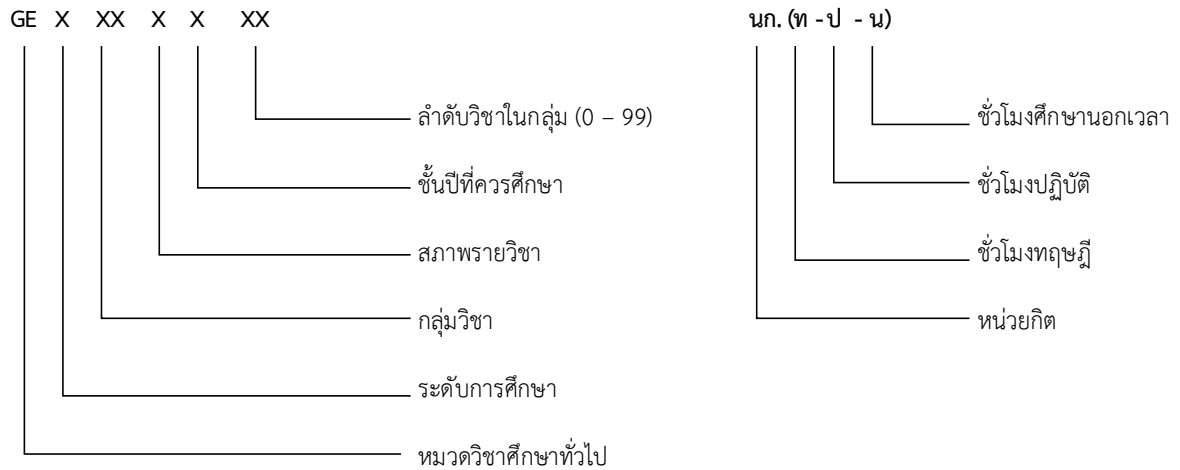 GE X XX X X XX นก. (ท - ป - น)
ลำดับวิชาในกลุ่ม (0 – 99) ชั่วโมงศึกษานอกเวลา
ชั้นปีที่ควรศึกษา ชั่วโมงปฏิบัติ
สภาพรายวิชา ชั่วโมงทฤษฎี
กลุ่มวิชา หน่วยกิต
ระดับการศึกษา
หมวดวิชาศึกษาทั่วไป